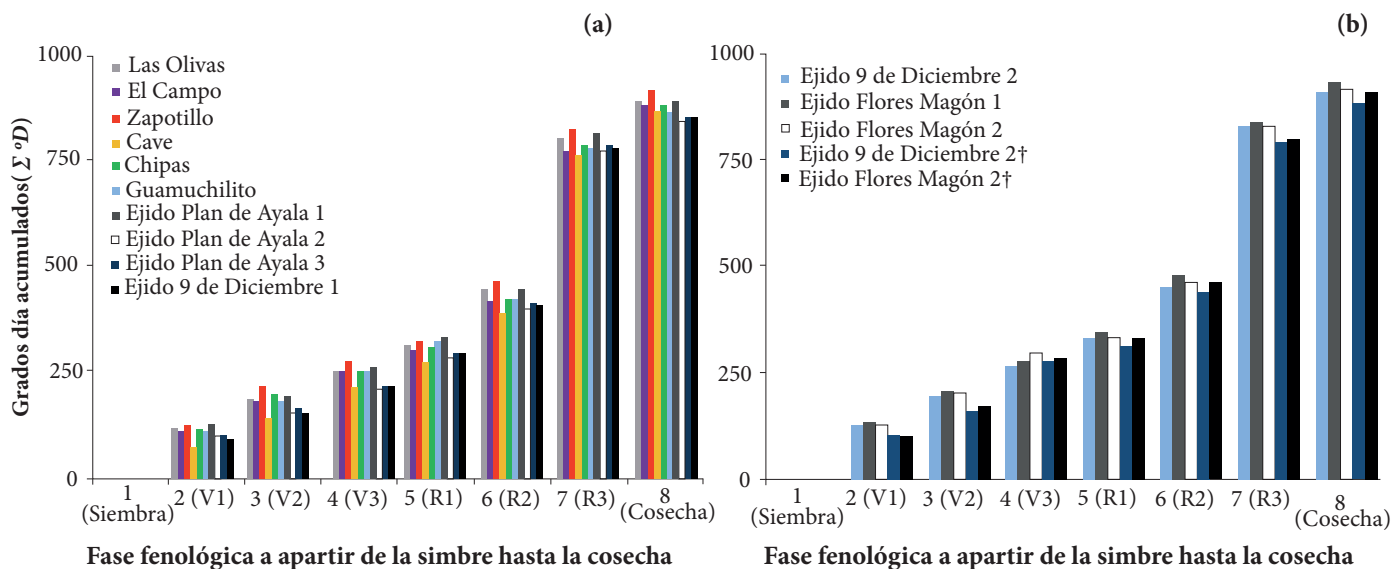 (a)
Grados día acumulados( Σ °D)
1000
750
500
250
0
Las Olivas
El Campo
Zapotillo
Cave
Chipas
Guamuchilito
Ejido Plan de Ayala 1
Ejido Plan de Ayala 2
Ejido Plan de Ayala 3
Ejido 9 de Diciembre 1
1
(Siembra)
2 (V1)
3 (V2)
4 (V3)
5 (R1)
6 (R2)
7 (R3)
8
(Cosecha)
Fase fenológica a apartir de la simbre hasta la cosecha
(b)
1000
750
500
250
0
Ejido 9 de Diciembre 2
Ejido Flores Magón 1
Ejido Flores Magón 2
Ejido 9 de Diciembre 2†
Ejido Flores Magón 2†
1
(Siembra)
2 (V1)
3 (V2)
4 (V3)
5 (R1)
6 (R2)
7 (R3)
8
(Cosecha)
Fase fenológica a apartir de la simbre hasta la cosecha